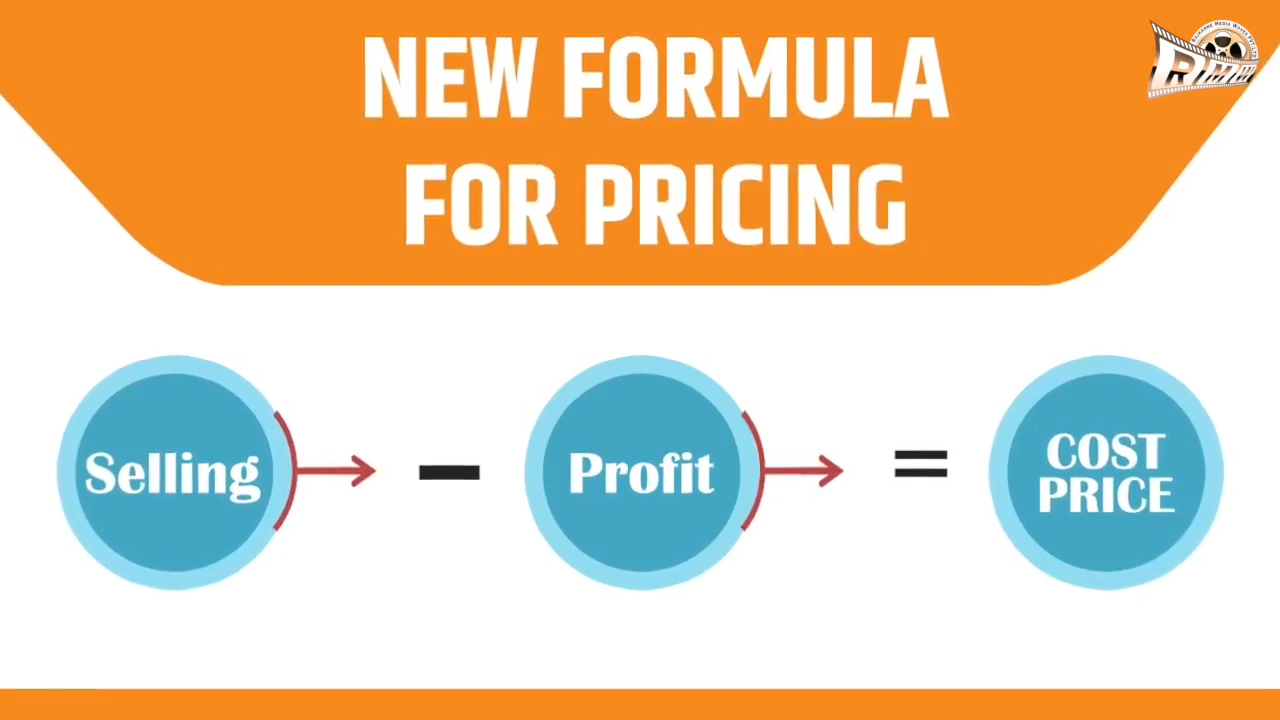 NEW FORMULA
FOR PRICING
Selling
−
Profit
=
COST
PRICE